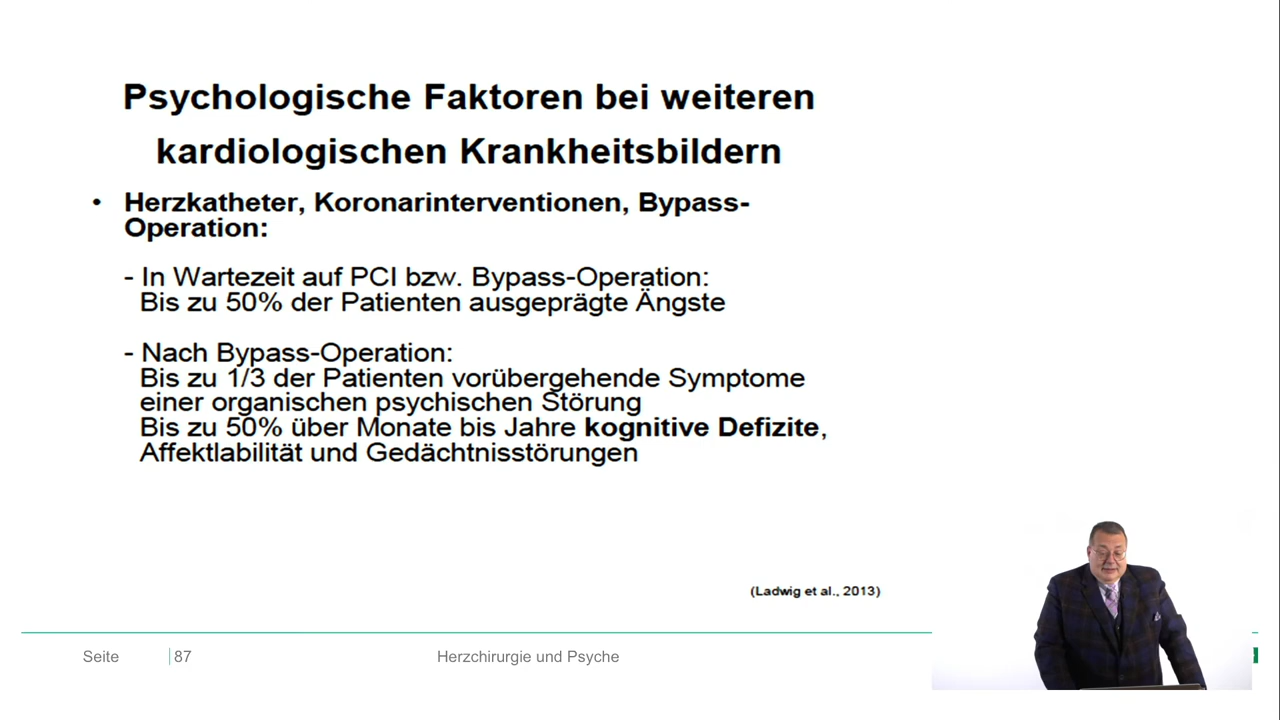 Psychologische Faktoren bei weiteren
kardiologischen Krankheitsbildern
• Herzkatheter, Koronarinterventionen, Bypass-
Operation:
- In Wartezeit auf PCI bzw. Bypass-Operation:
Bis zu 50% der Patienten ausgeprägte Ängste
- Nach Bypass-Operation:
Bis zu 1/3 der Patienten vorübergehende Symptome
einer organischen psychischen Störung
Bis zu 50% über Monate bis Jahre kognitive Defizite,
Affektlabilität und Gedächtnisstörungen
(Ladwig et al., 2013)
Seite | 87 Herzchirurgie und Psyche